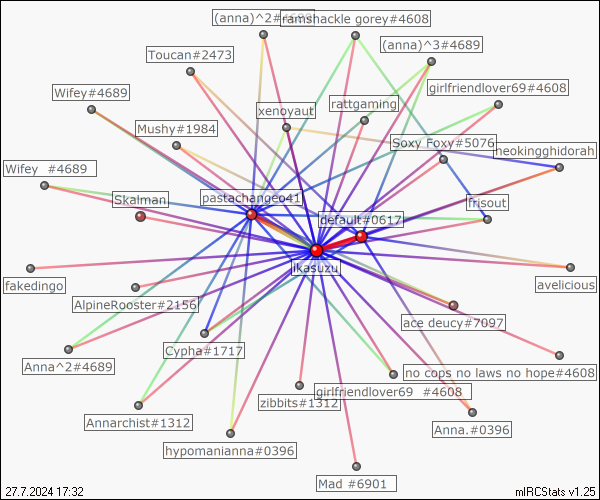 (anna)^2#4689
ramshackle gorey#4608
(anna)^3#4689
Toucan#2473
girlfriendlover69#4608
Wifey#4689
xenovaut
rattgaming
Mushy#1984
Soxy Foxy#5076
neokingghidorah
Wifey #4689
Skalman
pastachangeo41
frisout
default#0617
ikasuzu
fakedingo
avelicious
AlpineRooster#2156
ace deucy#7097
Cypha#1717
Anna^2#4689
no cops no laws no hope#4608
girlfriendlover69 #4608
zibbits#1312
Annarchist#1312
Anna.#0396
hypomanianna#0396
Mad #6901
27.7.2024 17:32
mIRCStats v1.25